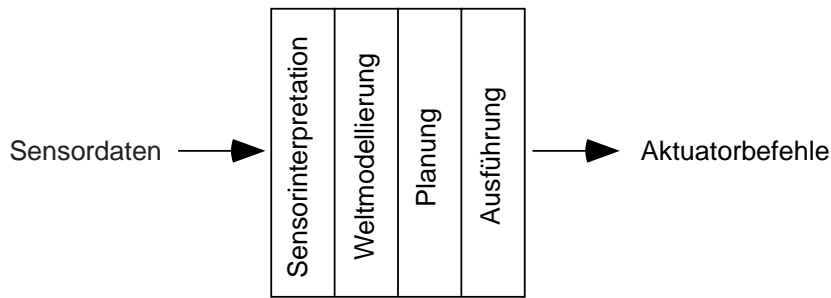 Sensordaten
Sensorinterpretation
Weltmodellierung
Planung
Ausführung
Aktuatorbefehle